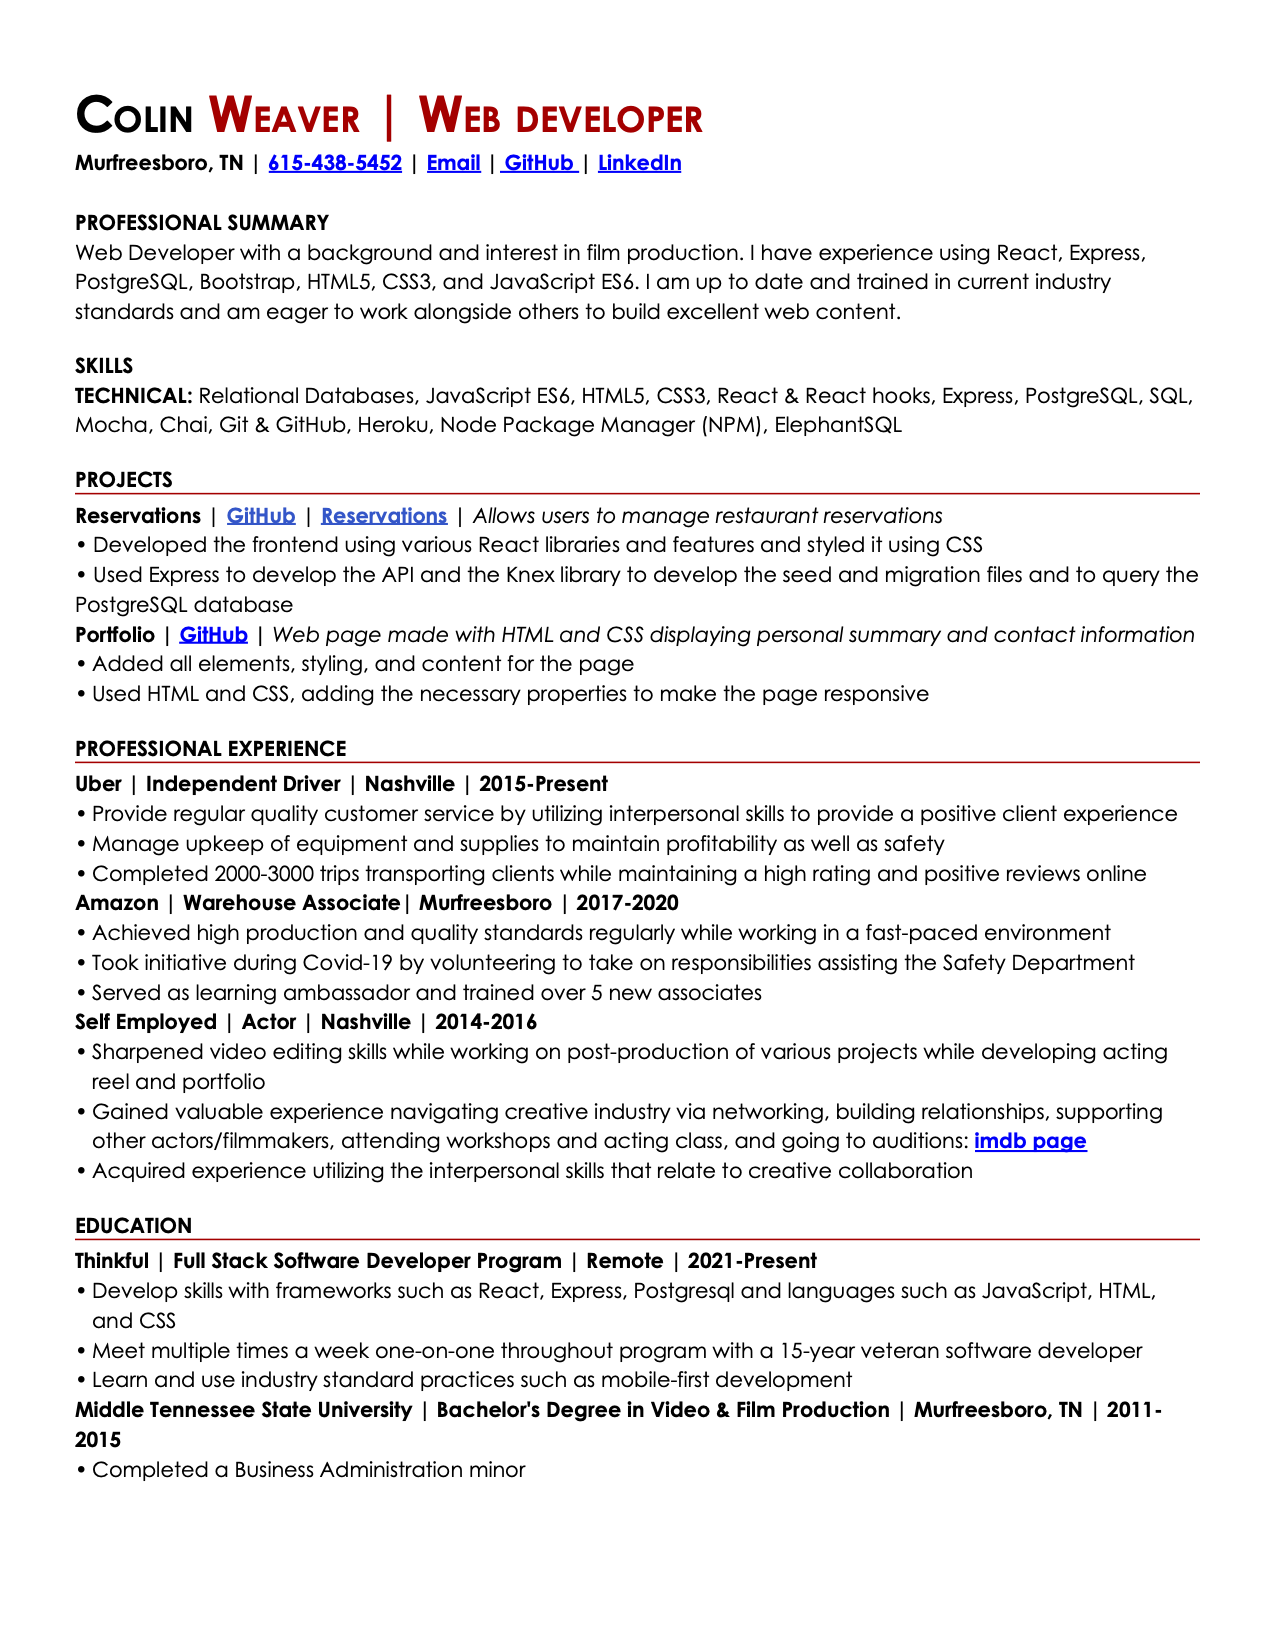 Colin Weaver | Web developer
Murfreesboro, TN | 615-438-5452 | Email | GitHub | LinkedIn
PROFESSIONAL SUMMARY
Web Developer with a background and interest in film production. I have experience using React, Express,
PostgreSQL, Bootstrap, HTML5, CSS3, and JavaScript ES6. I am up to date and trained in current industry
standards and am eager to work alongside others to build excellent web content.
SKILLS
TECHNICAL: Relational Databases, JavaScript ES6, HTML5, CSS3, React & React hooks, Express, PostgreSQL, SQL,
Mocha, Chai, Git & GitHub, Heroku, Node Package Manager (NPM), ElephantSQL
PROJECTS
Reservations | GitHub | Reservations | Allows users to manage restaurant reservations
• Developed the frontend using various React libraries and features and styled it using CSS
• Used Express to develop the API and the Knex library to develop the seed and migration files and to query the
PostgreSQL database
Portfolio | GitHub | Web page made with HTML and CSS displaying personal summary and contact information
• Added all elements, styling, and content for the page
• Used HTML and CSS, adding the necessary properties to make the page responsive
PROFESSIONAL EXPERIENCE
Uber | Independent Driver | Nashville | 2015-Present
• Provide regular quality customer service by utilizing interpersonal skills to provide a positive client experience
• Manage upkeep of equipment and supplies to maintain profitability as well as safety
• Completed 2000-3000 trips transporting clients while maintaining a high rating and positive reviews online
Amazon | Warehouse Associate| Murfreesboro | 2017-2020
• Achieved high production and quality standards regularly while working in a fast-paced environment
• Took initiative during Covid-19 by volunteering to take on responsibilities assisting the Safety Department
• Served as learning ambassador and trained over 5 new associates
Self Employed | Actor | Nashville | 2014-2016
• Sharpened video editing skills while working on post-production of various projects while developing acting
reel and portfolio
• Gained valuable experience navigating creative industry via networking, building relationships, supporting
other actors/filmmakers, attending workshops and acting class, and going to auditions: imdb page
• Acquired experience utilizing the interpersonal skills that relate to creative collaboration
EDUCATION
Thinkful | Full Stack Software Developer Program | Remote | 2021-Present
• Develop skills with frameworks such as React, Express, Postgresql and languages such as JavaScript, HTML,
and CSS
• Meet multiple times a week one-on-one throughout program with a 15-year veteran software developer
• Learn and use industry standard practices such as mobile-first development
Middle Tennessee State University | Bachelor's Degree in Video & Film Production | Murfreesboro, TN | 2011-
2015
• Completed a Business Administration minor